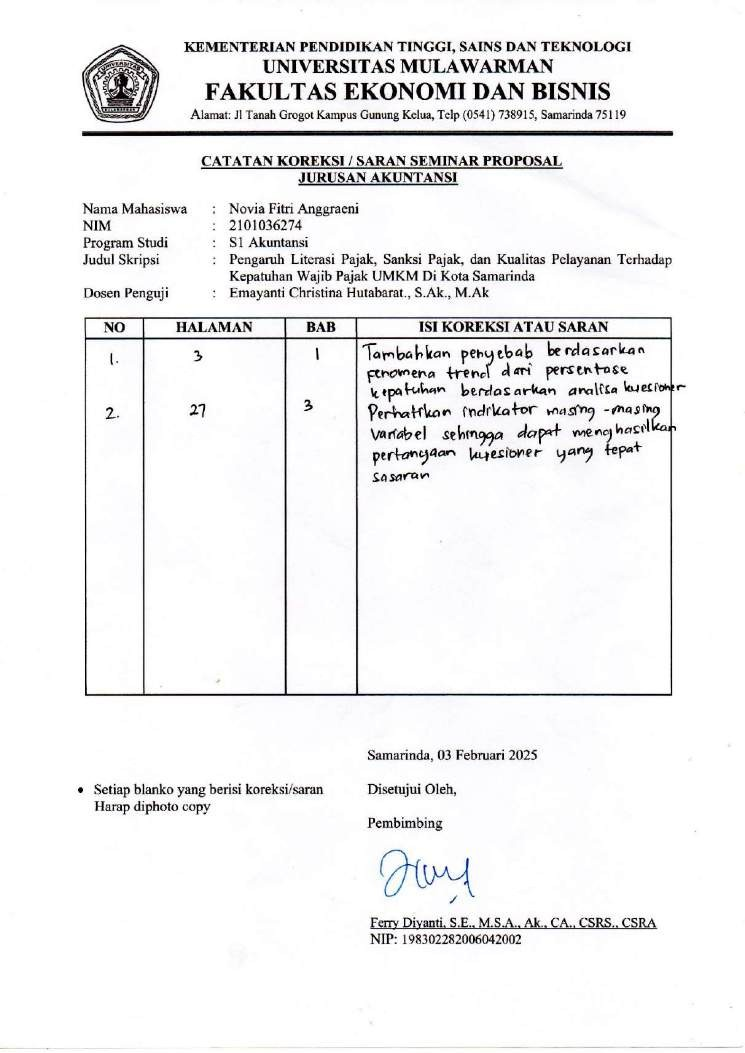 KEMENTERIAN PENDIDIKAN TINGGI, SAINS DAN TEKNOLOGI
UNIVERSITAS MULAWARMAN
FAKULTAS EKONOMI DAN BISNIS
Alamat: Jl Tanah Grogot Kampus Gunung Kelua, Telp (0541) 738915, Samarinda 75119
CATATAN KOREKSI / SARAN SEMINAR PROPOSAL
JURUSAN AKUNTANSI
Nama Mahasiswa : Novia Fitri Anggraeni
NIM : 2101036274
Program Studi : S1 Akuntansi
Judul Skripsi : Pengaruh Literasi Pajak, Sanksi Pajak, dan Kualitas Pelayanan Terhadap
Kepatuhan Wajib Pajak UMKM Di Kota Samarinda
Dosen Penguji : Emayanti Christina Hutabarat., S.Ak., M.Ak
NO HALAMAN BAB ISI KOREKSI ATAU SARAN
1. 3 1 Tambahkan penyebab berdasarkan
fenomena trend dari persentase
kepatuhan berdasarkan analisa kuesioner
2. 27 3 Perhatikan indikator masing-masing
variabel sehingga dapat menghasilkan
pertanyaan kuesioner yang tepat
sasaran
Samarinda, 03 Februari 2025
• Setiap blanko yang berisi koreksi/saran Disetujui Oleh,
Harap diphoto copy
Pembimbing
Ferry Diyanti, S.E., M.S.A., Ak., CA., CSRS., CSRA
NIP: 198302282006042002